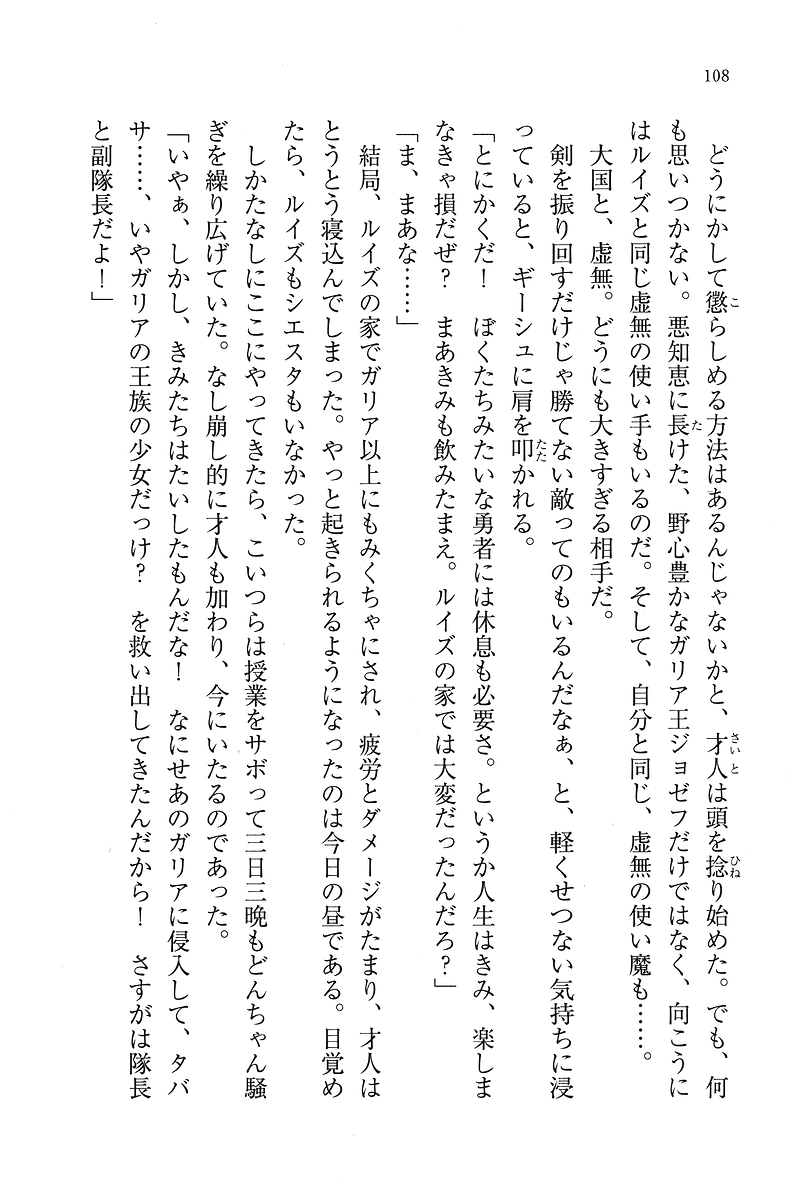 108
どうにかして懲らしめる方法はあるんじゃないかと、才人は頭を捻り始めた。でも、何
も思いつかない。悪知恵に長けた、野心豊かなガリア王ジョゼフだけではなく、向こうに
はルイズと同じ虚無の使い手もいるのだ。そして、自分と同じ、虚無の使い魔も……。
大国と、虚無。どうにも大きすぎる相手だ。
剣を振り回すだけじゃ勝てない敵ってのもいるんだなぁ、と、軽くせつない気持ちに浸
っていると、ギーシュに肩を叩かれる。
「とにかくだ！　ぼくたちみたいな勇者には休息も必要さ。というか人生はきみ、楽しま
なきゃ損だぜ？　まあきみも飲みたまえ。ルイズの家では大変だったんだろ？」
「ま、まあな……」
結局、ルイズの家でガリア以上にもみくちゃにされ、疲労とダメージがたまり、才人は
とうとう寝込んでしまった。やっと起きられるようになったのは今日の昼である。目覚め
たら、ルイズもシエスタもいなかった。
しかたなしにここにやってきたら、こいつらは授業をサボって三日三晩もどんちゃん騒
ぎを繰り広げていた。なし崩し的に才人も加わり、今にいたるのであった。
「いやぁ、しかし、きみたちはたいしたもんだな！　なにせあのガリアに侵入して、タバ
サ……、いやガリアの王族の少女だっけ？　を救い出してきたんだから！　さすがは隊長
と副隊長だよ！」